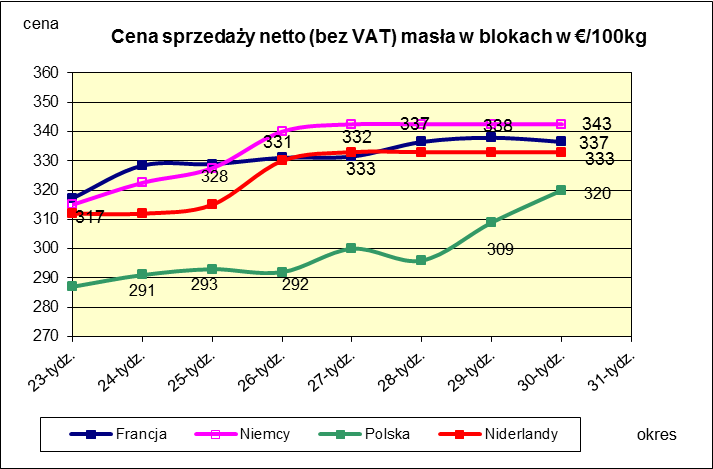 cena
Cena sprzedaży netto (bez VAT) masła w blokach w €/100kg
360
350
340
330
320
310
300
290
280
270
317
328
331
332
333
337
338
343
337
333
320
309
291
293
292
23-tydz.
24-tydz.
25-tydz.
26-tydz.
27-tydz.
28-tydz.
29-tydz.
30-tydz.
31-tydz.
Francja
Niemcy
Polska
Niderlandy
okres